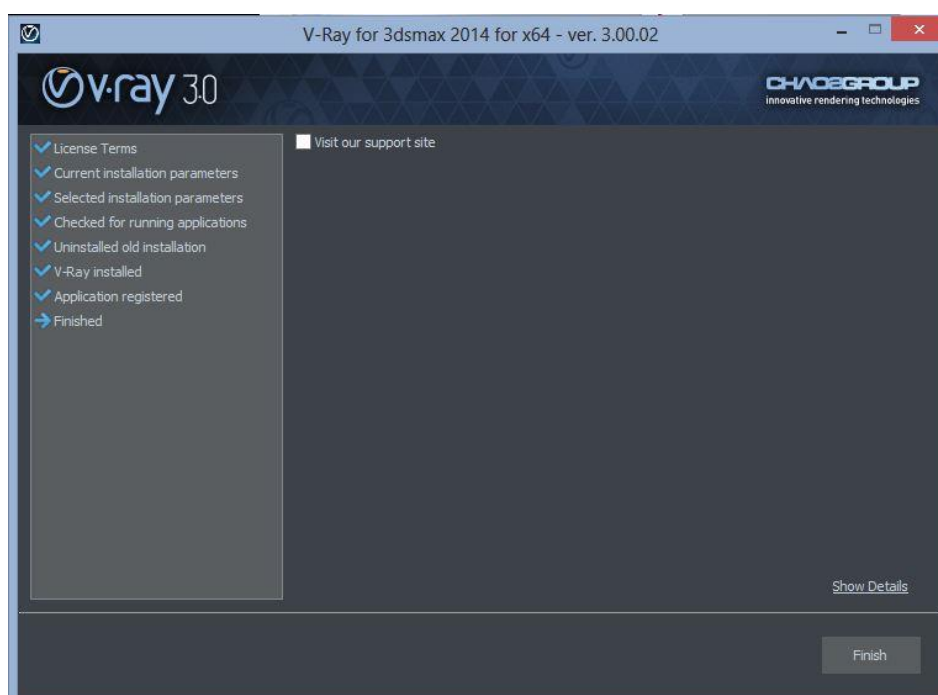 V-Ray for 3dsmax 2014 for x64 - ver. 3.00.02
v·ray 3.0
CHAOSGROUP
innovative rendering technologies
License Terms
Current installation parameters
Selected installation parameters
Checked for running applications
Uninstalled old installation
V-Ray installed
Application registered
Finished
Visit our support site
Show Details
Finish